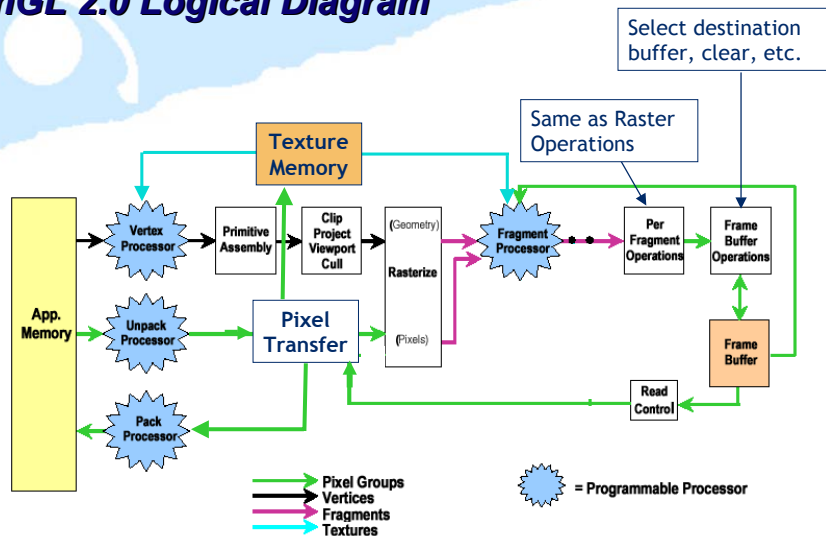 nGL 2.0 Logical Diagram
Select destination
buffer, clear, etc.
Same as Raster
Operations
Texture
Memory
App.
Memory
Vertex
Processor
Primitive
Assembly
Clip
Project
Viewport
Cull
(Geometry)
Rasterize
(Pixels)
Fragment
Processor
Per
Fragment
Operations
Frame
Buffer
Operations
Unpack
Processor
Pixel
Transfer
Frame
Buffer
Read
Control
Pack
Processor
Pixel Groups
Vertices
Fragments
Textures
= Programmable Processor